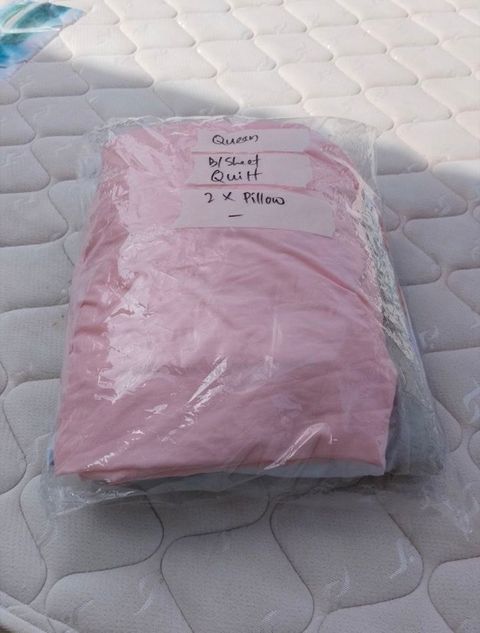 Queen
B/Sheet
Quilt
2 x Pillow